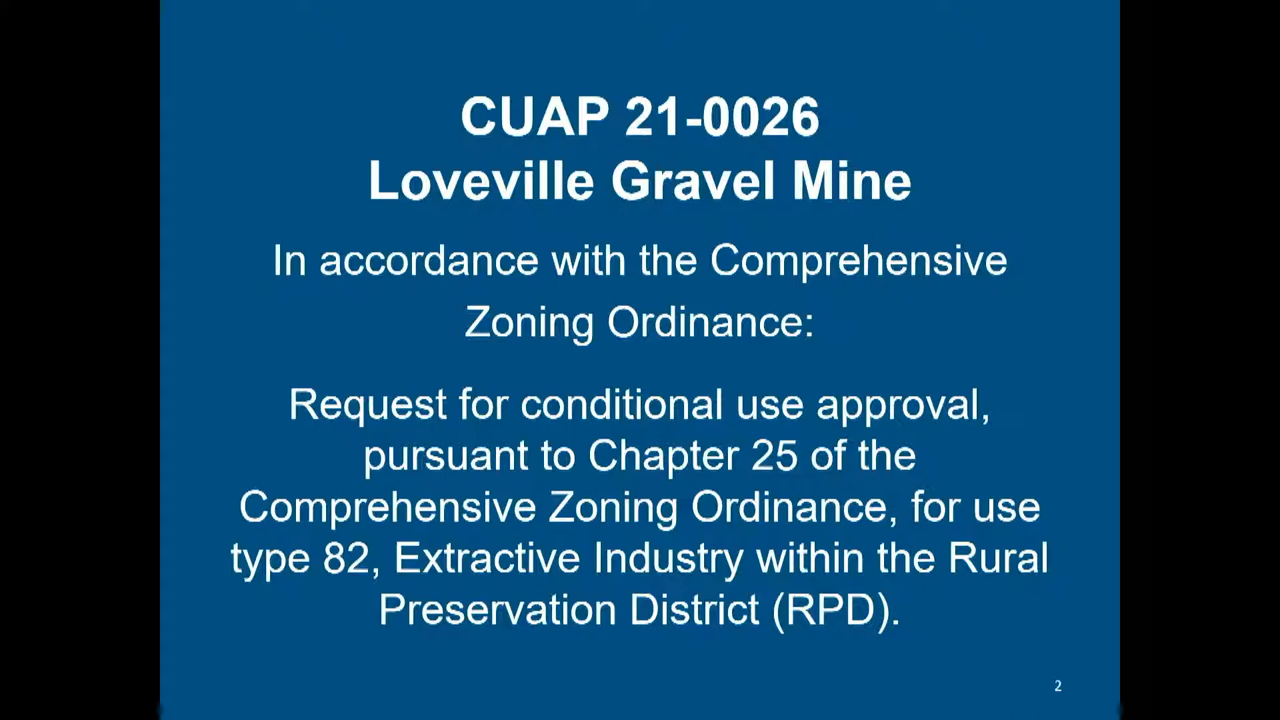 CUAP 21-0026
Loveville Gravel Mine
In accordance with the Comprehensive
Zoning Ordinance:
Request for conditional use approval,
pursuant to Chapter 25 of the
Comprehensive Zoning Ordinance, for use
type 82, Extractive Industry within the Rural
Preservation District (RPD).
2